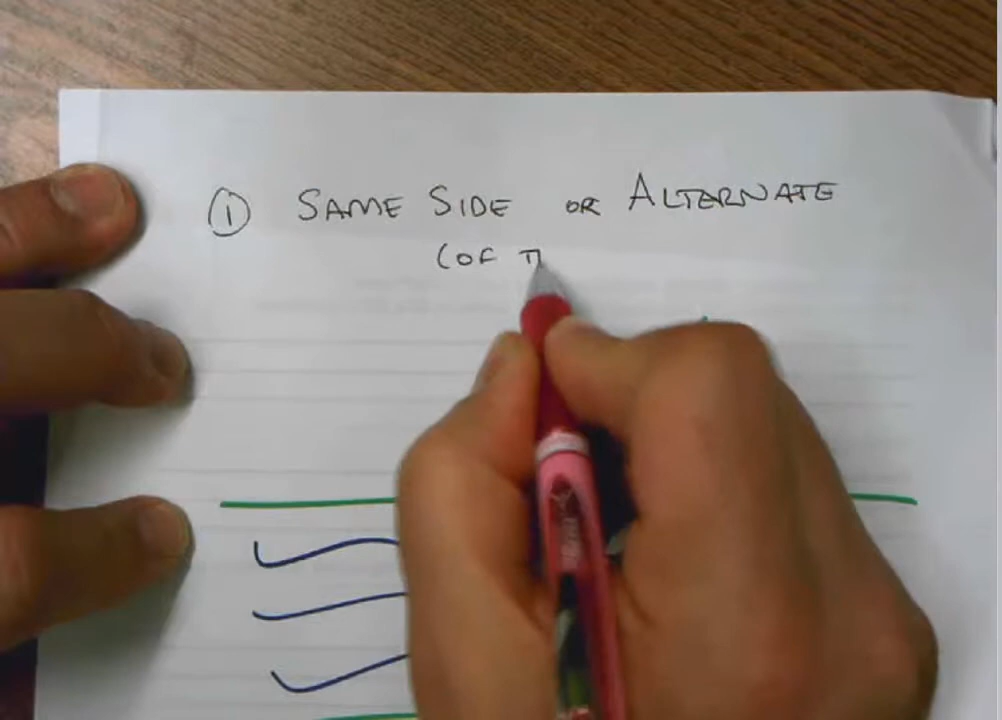 ① SAME SIDE OR ALTERNATE
(OF